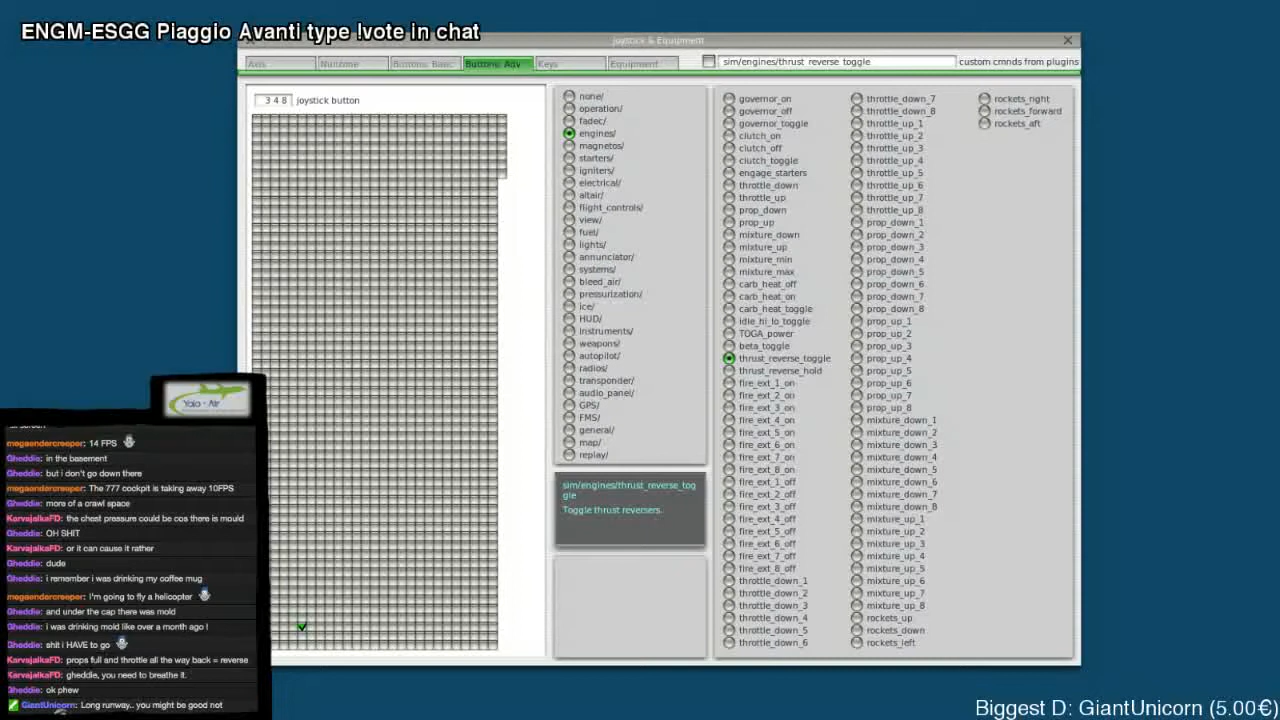 ENGM-ESGG Piaggio Avanti type !vote in chat
Joystick & Equipment
Axis
Nullzone
Buttons: Basic
Buttons: Adv
Keys
Equipment
sim/engines/thrust_reverse_toggle
custom cmnds from plugins
348 joystick button
none/
operation/
fadec/
engines/
magnetos/
starters/
igniters/
electrical/
altair/
flight_controls/
view/
fuel/
lights/
annunciator/
systems/
bleed_air/
pressurization/
ice/
HUD/
instruments/
weapons/
autopilot/
radios/
transponder/
audio_panel/
GPS/
FMS/
general/
map/
replay/
sim/engines/thrust_reverse_tog
gle
Toggle thrust reversers.
governor_on
governor_off
governor_toggle
clutch_on
clutch_off
clutch_toggle
engage_starters
throttle_down
throttle_up
prop_down
prop_up
mixture_down
mixture_up
mixture_min
mixture_max
carb_heat_off
carb_heat_on
carb_heat_toggle
idle_hi_lo_toggle
TOGA_power
beta_toggle
thrust_reverse_toggle
thrust_reverse_hold
fire_ext_1_on
fire_ext_2_on
fire_ext_3_on
fire_ext_4_on
fire_ext_5_on
fire_ext_6_on
fire_ext_7_on
fire_ext_8_on
fire_ext_1_off
fire_ext_2_off
fire_ext_3_off
fire_ext_4_off
fire_ext_5_off
fire_ext_6_off
fire_ext_7_off
fire_ext_8_off
throttle_down_1
throttle_down_2
throttle_down_3
throttle_down_4
throttle_down_5
throttle_down_6
throttle_down_7
throttle_down_8
throttle_up_1
throttle_up_2
throttle_up_3
throttle_up_4
throttle_up_5
throttle_up_6
throttle_up_7
throttle_up_8
prop_down_1
prop_down_2
prop_down_3
prop_down_4
prop_down_5
prop_down_6
prop_down_7
prop_down_8
prop_up_1
prop_up_2
prop_up_3
prop_up_4
prop_up_5
prop_up_6
prop_up_7
prop_up_8
mixture_down_1
mixture_down_2
mixture_down_3
mixture_down_4
mixture_down_5
mixture_down_6
mixture_down_7
mixture_down_8
mixture_up_1
mixture_up_2
mixture_up_3
mixture_up_4
mixture_up_5
mixture_up_6
mixture_up_7
mixture_up_8
rockets_up
rockets_down
rockets_left
rockets_right
rockets_forward
rockets_aft
Yolo - Air
megaendercreeper: 14 FPS
Gheddie: in the basement
Gheddie: but i don't go down there
megaendercreeper: The 777 cockpit is taking away 10FPS
Gheddie: more of a crawl space
KarvajalkaFD: the chest pressure could be cos there is mould
Gheddie: OH SHIT
KarvajalkaFD: or it can cause it rather
Gheddie: dude
Gheddie: i remember i was drinking my coffee mug
megaendercreeper: I'm going to fly a helicopter
Gheddie: and under the cap there was mold
Gheddie: i was drinking mold like over a month ago !
Gheddie: shit i HAVE to go
KarvajalkaFD: props full and throttle all the way back = reverse
KarvajalkaFD: gheddie, you need to breathe it.
Gheddie: ok phew
GiantUnicorn: Long runway.. you might be good not
Biggest D: GiantUnicorn (5.00€)